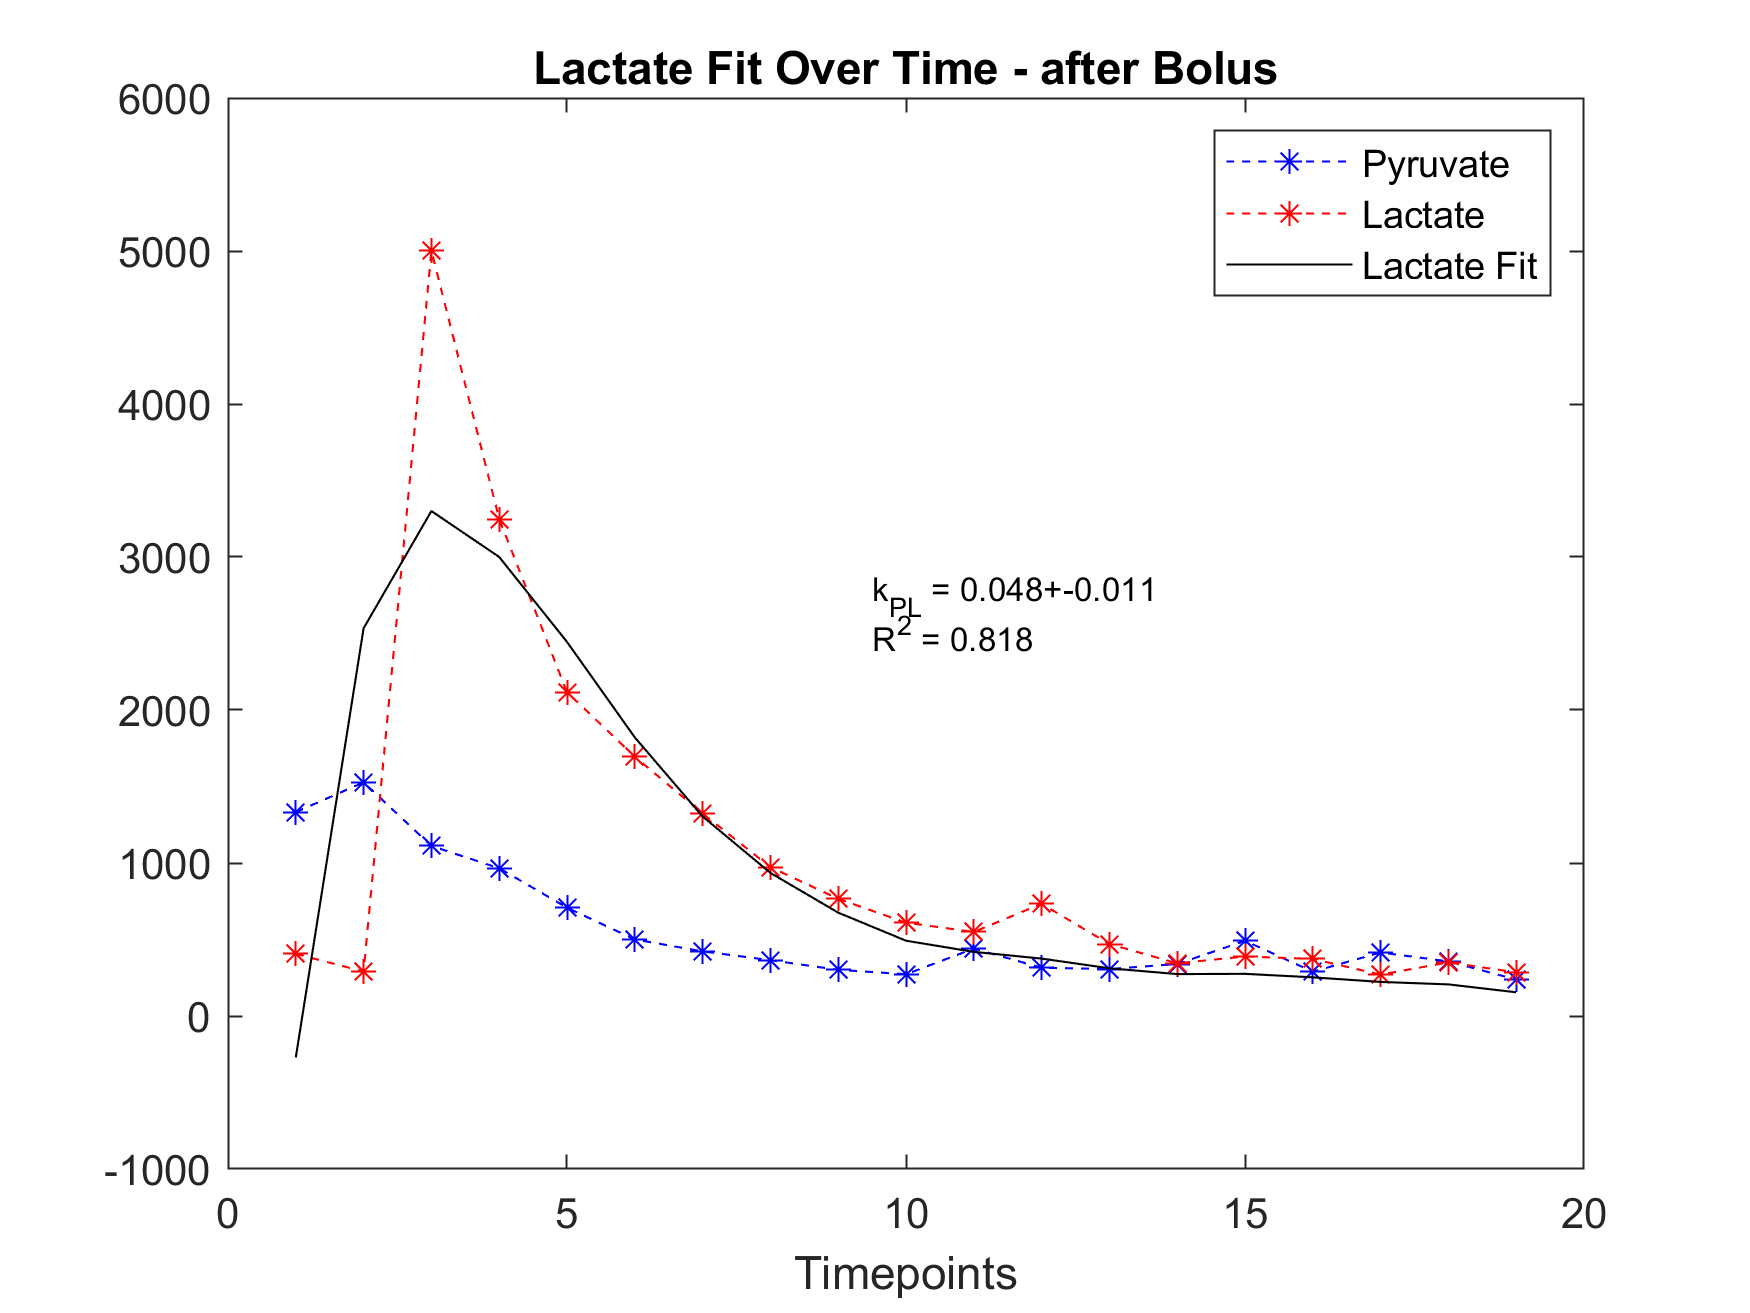 Lactate Fit Over Time - after Bolus
6000
5000
4000
3000
2000
1000
0
-1000
Pyruvate
Lactate
Lactate Fit
kPL = 0.048+-0.011
R2 = 0.818
0 5 10 15 20
Timepoints